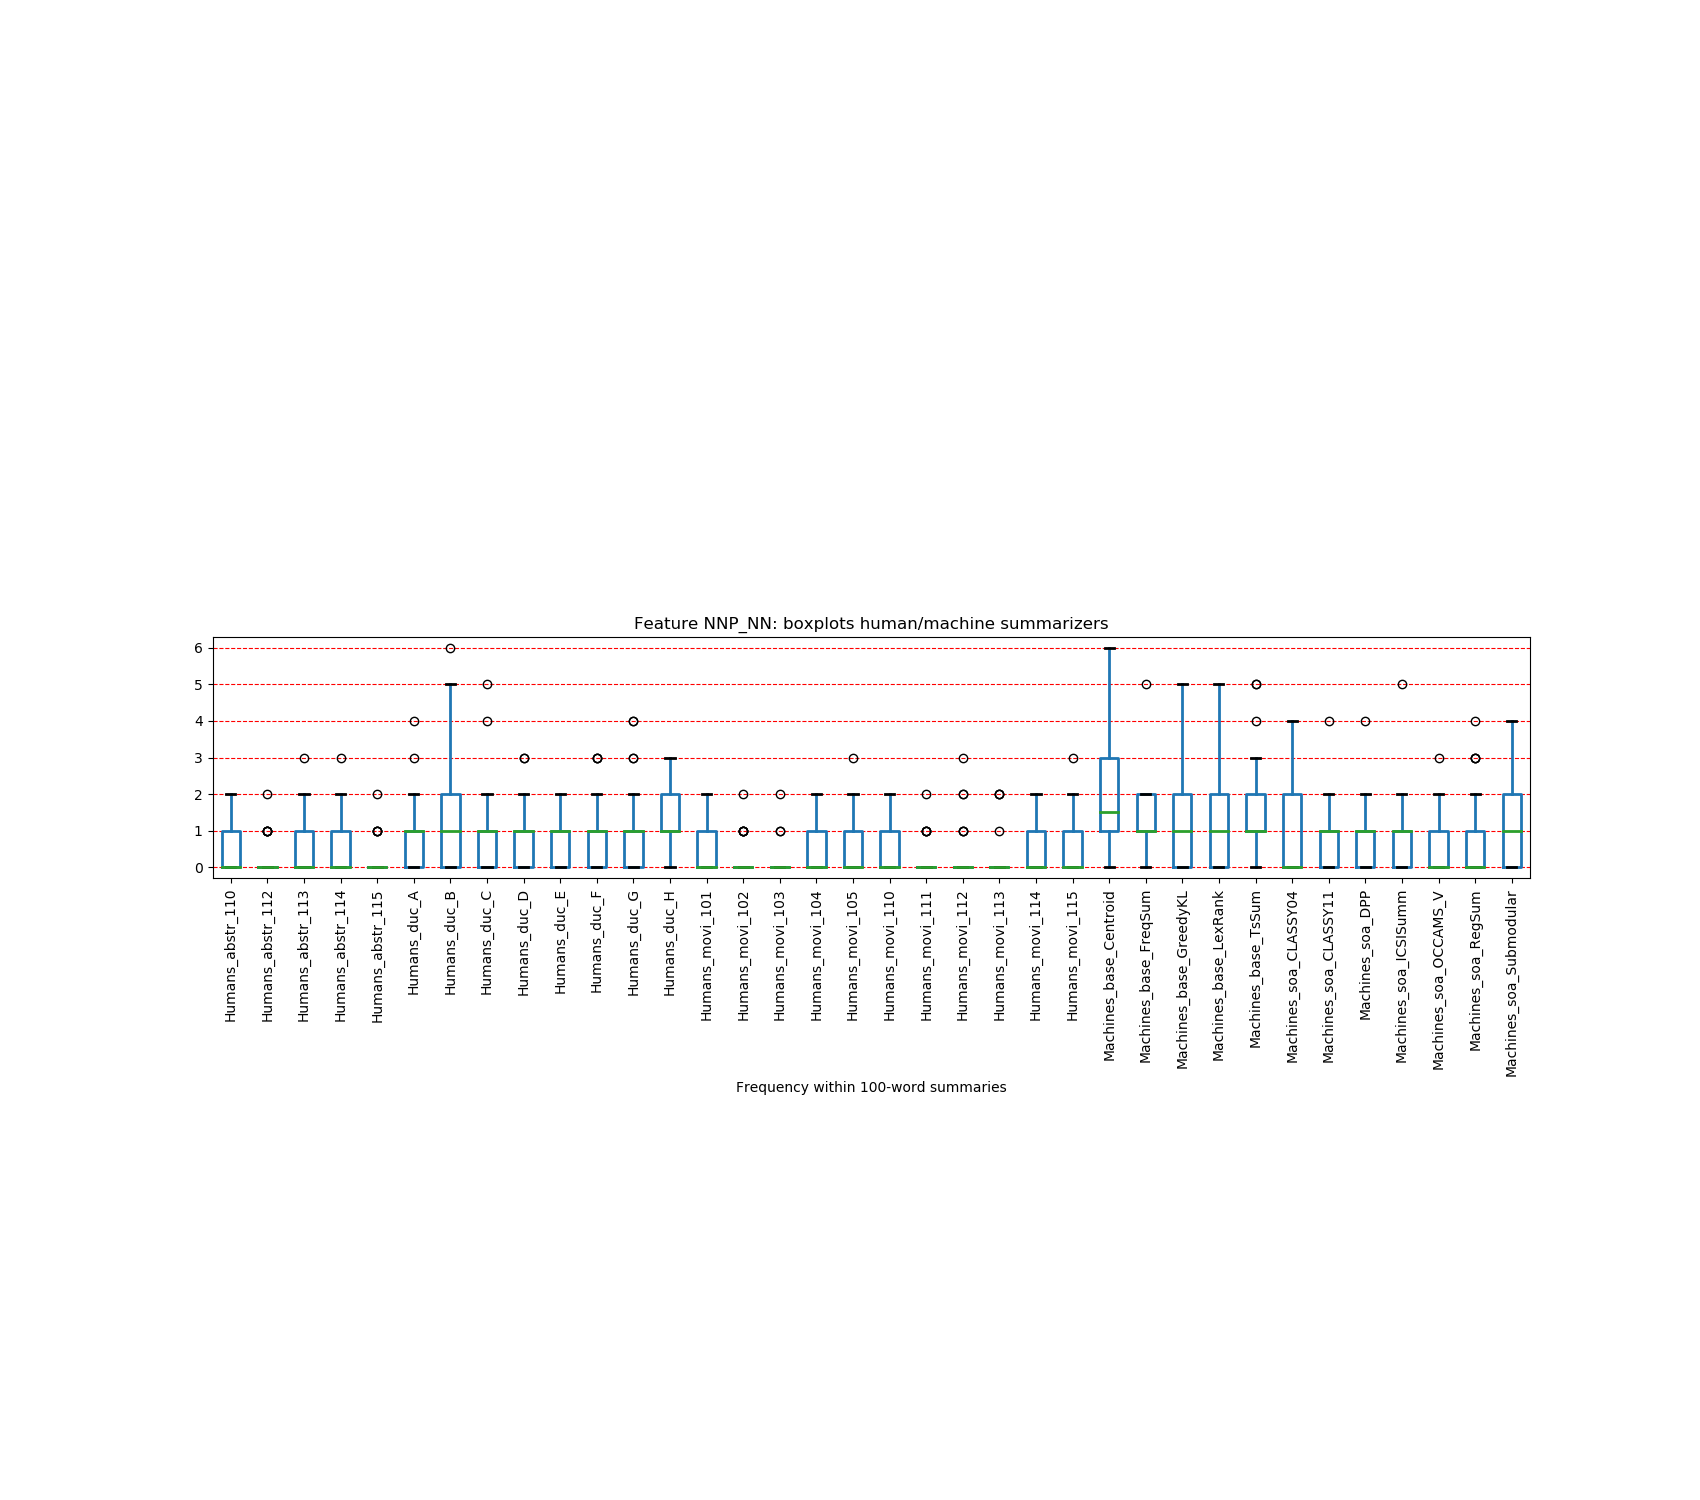 Feature NNP_NN: boxplots human/machine summarizers
6
5
4
3
2
1
0
Humans_abstr_110
Humans_abstr_112
Humans_abstr_113
Humans_abstr_114
Humans_abstr_115
Humans_duc_A
Humans_duc_B
Humans_duc_C
Humans_duc_D
Humans_duc_E
Humans_duc_F
Humans_duc_G
Humans_duc_H
Humans_movi_101
Humans_movi_102
Humans_movi_103
Humans_movi_104
Humans_movi_105
Humans_movi_110
Humans_movi_111
Humans_movi_112
Humans_movi_113
Humans_movi_114
Humans_movi_115
Machines_base_Centroid
Machines_base_FreqSum
Machines_base_GreedyKL
Machines_base_LexRank
Machines_base_TsSum
Machines_soa_CLASSY04
Machines_soa_CLASSY11
Machines_soa_DPP
Machines_soa_ICSISumm
Machines_soa_OCCAMS_V
Machines_soa_RegSum
Machines_soa_Submodular
Frequency within 100-word summaries